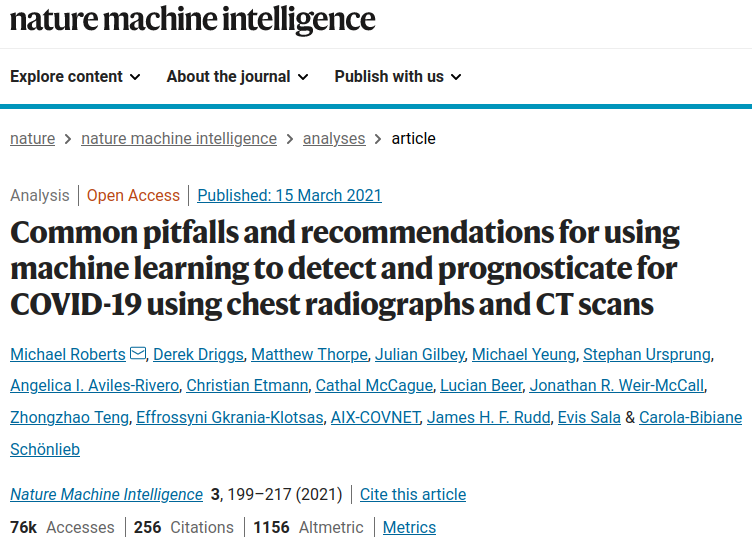 nature machine intelligence
Explore content About the journal Publish with us
nature > nature machine intelligence > analyses > article
Analysis | Open Access | Published: 15 March 2021
Common pitfalls and recommendations for using
machine learning to detect and prognosticate for
COVID-19 using chest radiographs and CT scans
Michael Roberts, Derek Driggs, Matthew Thorpe, Julian Gilbey, Michael Yeung, Stephan Ursprung,
Angelica I. Aviles-Rivero, Christian Etmann, Cathal McCague, Lucian Beer, Jonathan R. Weir-McCall,
Zhongzhao Teng, Effrossyni Gkrania-Klotsas, AIX-COVNET, James H. F. Rudd, Evis Sala & Carola-Bibiane
Schönlieb
Nature Machine Intelligence 3, 199–217 (2021) | Cite this article
76k Accesses | 256 Citations | 1156 Altmetric | Metrics